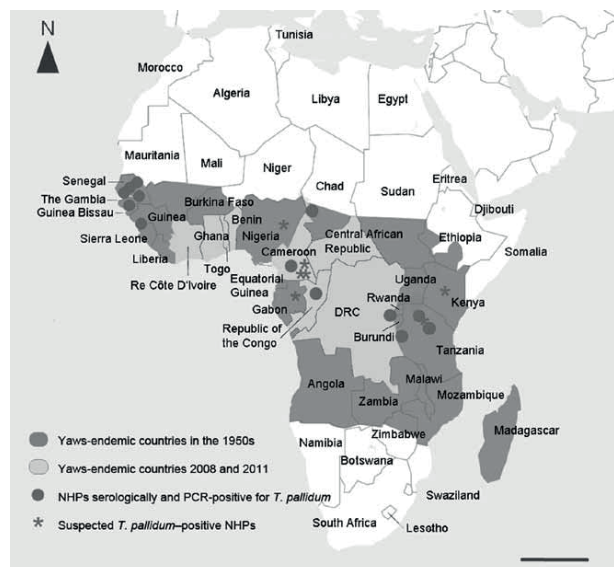 N
Tunisia
Morocco
Algeria
Libya
Egypt
Mauritania
Mali
Niger
Chad
Sudan
Eritrea
Senegal
The Gambia
Guinea Bissau
Guinea
Burkina Faso
Benin
Nigeria
Djibouti
Sierra Leone
Ghana
Cameroon
Central African
Republic
Ethiopia
Somalia
Liberia
Togo
Re Côte D'Ivoire
Equatorial
Guinea
Gabon
Uganda
Kenya
Rwanda
DRC
Republic of
the Congo
Burundi
Tanzania
Angola
Malawi
Zambia
Mozambique
Madagascar
Zimbabwe
Namibia
Botswana
Swaziland
South Africa
Lesotho
Yaws-endemic countries in the 1950s
Yaws-endemic countries 2008 and 2011
NHPs serologically and PCR-positive for T. pallidum
Suspected T. pallidum–positive NHPs